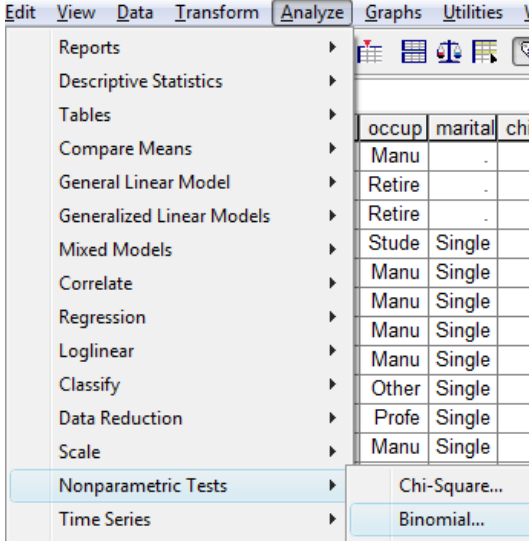 Edit View Data Transform Analyze Graphs Utilities
Reports
Descriptive Statistics
Tables
Compare Means
General Linear Model
Generalized Linear Models
Mixed Models
Correlate
Regression
Loglinear
Classify
Data Reduction
Scale
Nonparametric Tests
Time Series
Chi-Square...
Binomial...
occup marital chi
Manu .
Retire .
Retire .
Stude Single
Manu Single
Manu Single
Manu Single
Manu Single
Other Single
Profe Single
Manu Single